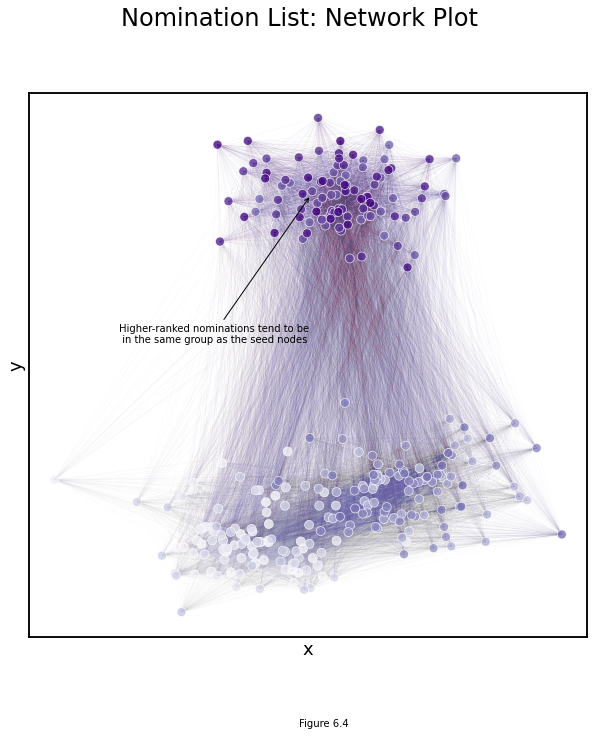 Nomination List: Network Plot
Higher-ranked nominations tend to be
in the same group as the seed nodes
y
x
Figure 6.4